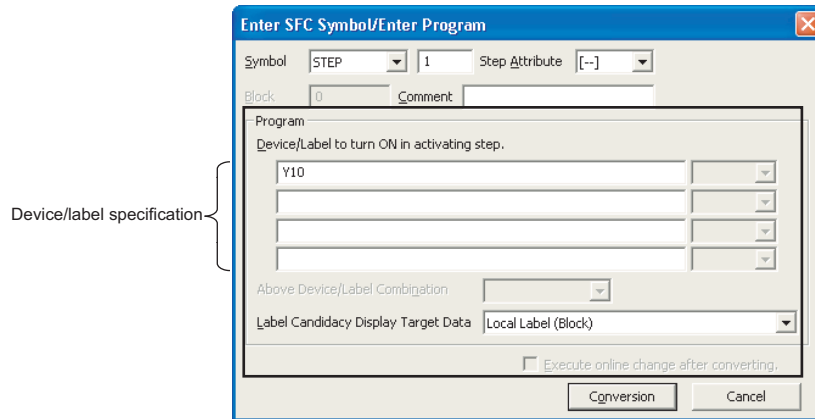 Enter SFC Symbol/Enter Program
Symbol STEP 1 Step Attribute [--]
Block 0 Comment
Program
Device/Label to turn ON in activating step.
Y10
Device/label specification
Above Device/Label Combination
Label Candidacy Display Target Data Local Label (Block)
Execute online change after converting.
Conversion Cancel